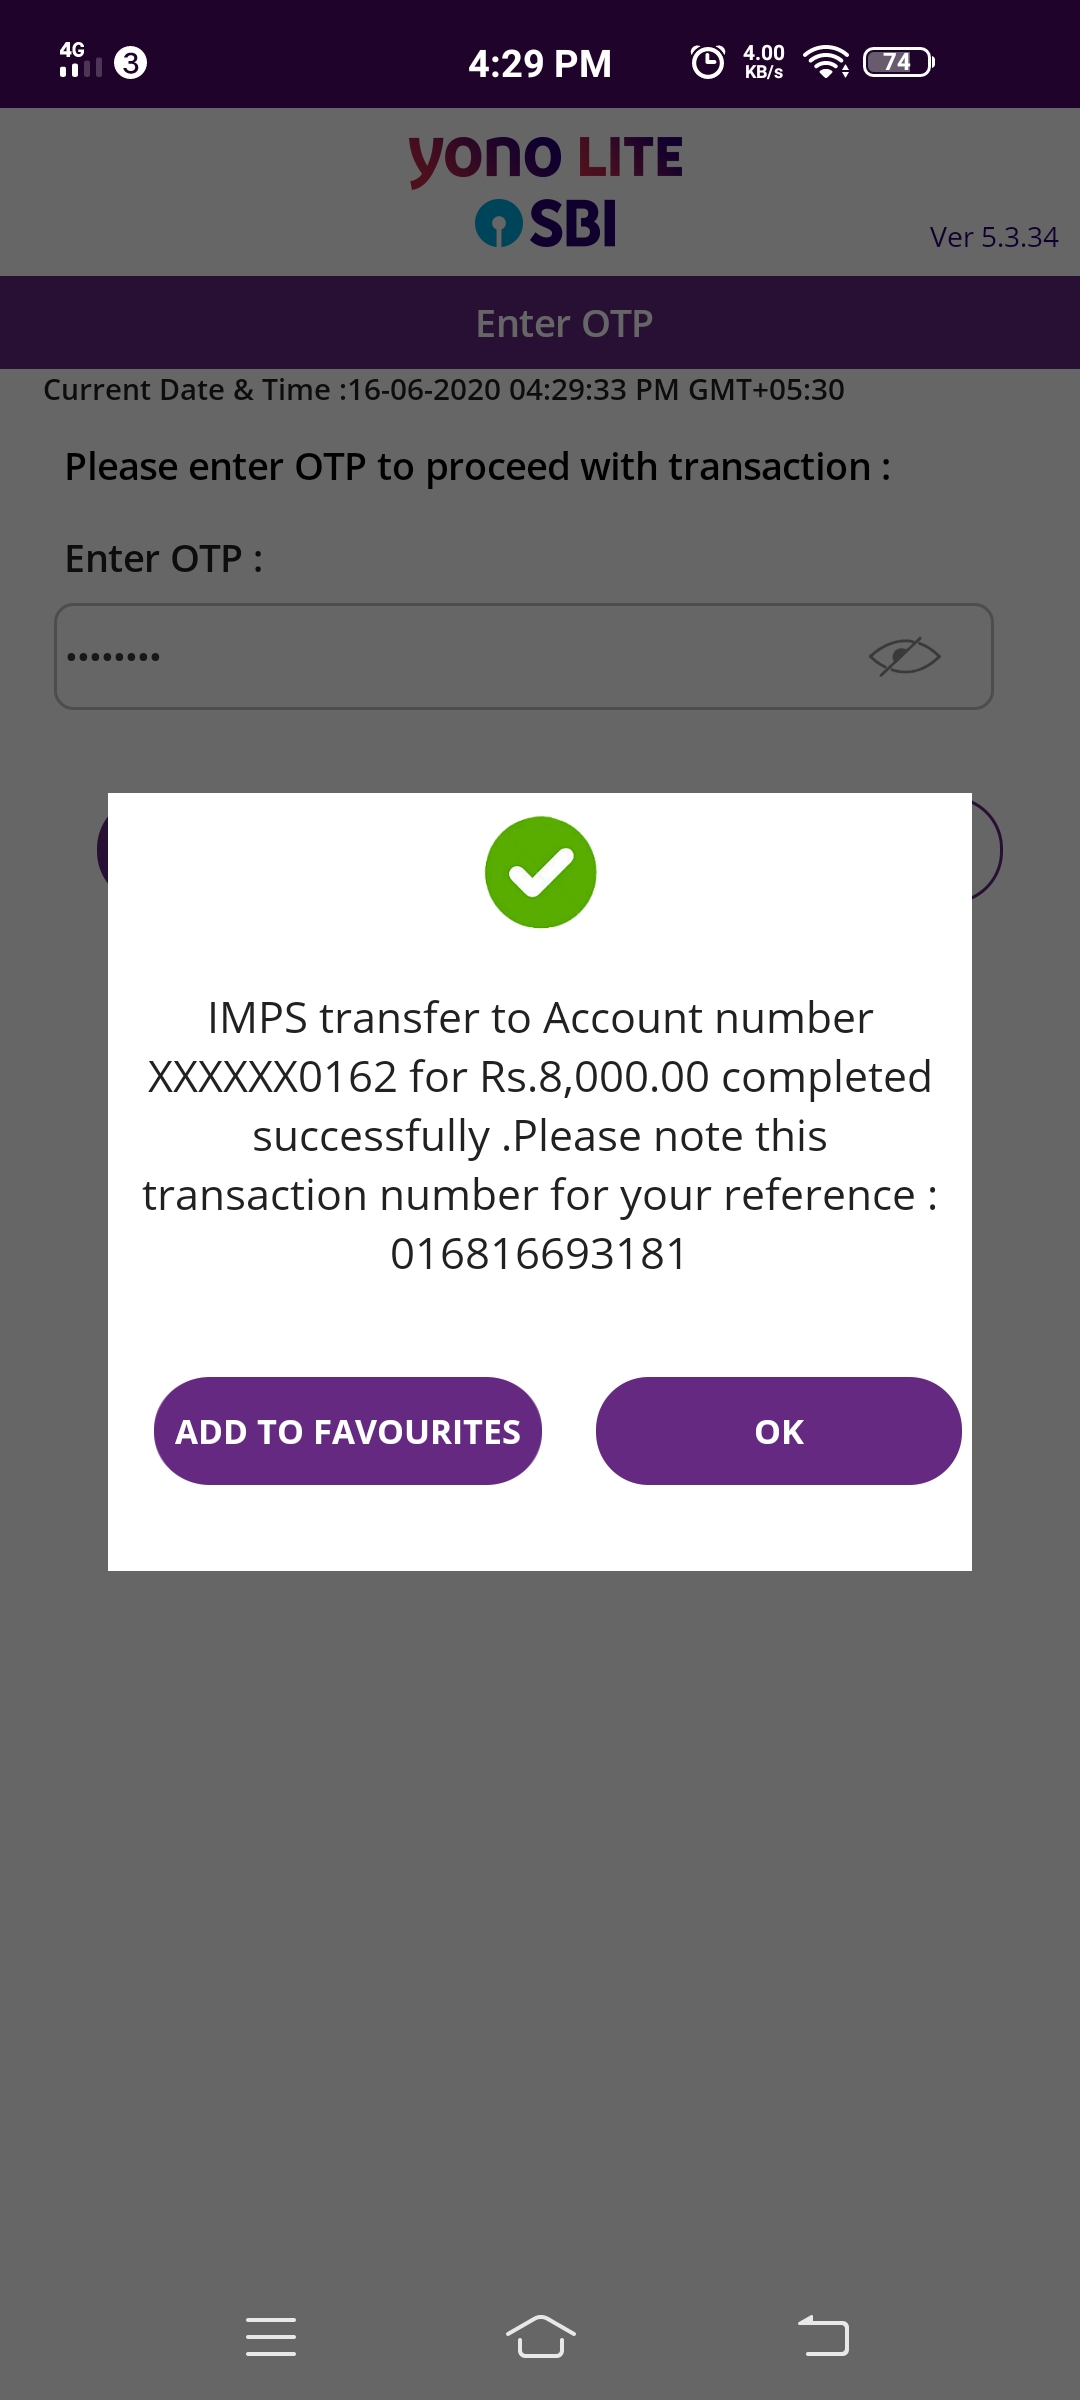 4G
3
4:29 PM
4.00
KB/s
74
yono LITE
SBI
Ver 5.3.34
Enter OTP
Current Date & Time :16-06-2020 04:29:33 PM GMT+05:30
Please enter OTP to proceed with transaction :
Enter OTP :
••••••••
IMPS transfer to Account number
XXXXXX0162 for Rs.8,000.00 completed
successfully .Please note this
transaction number for your reference :
016816693181
ADD TO FAVOURITES
OK